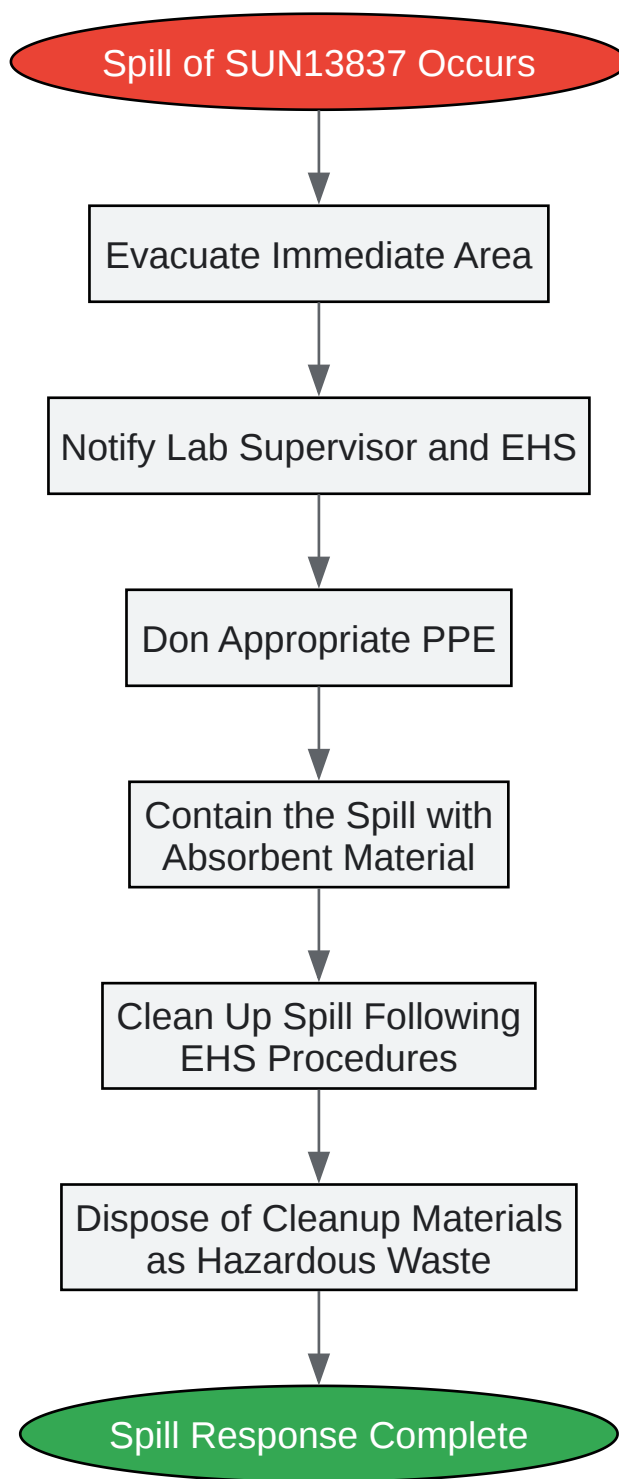 Spill of SUN13837 Occurs
Evacuate Immediate Area
Notify Lab Supervisor and EHS
Don Appropriate PPE
Contain the Spill with
Absorbent Material
Clean Up Spill Following
EHS Procedures
Dispose of Cleanup Materials
as Hazardous Waste
Spill Response Complete